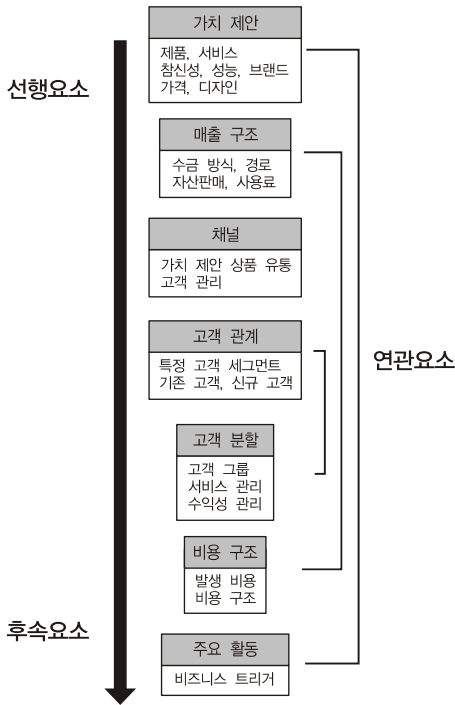 가치 제안
제품, 서비스
참신성, 성능, 브랜드
가격, 디자인
선행요소
매출 구조
수금 방식, 경로
자산판매, 사용료
채널
가치 제안 상품 유통
고객 관리
고객 관계
특정 고객 세그먼트
기존 고객, 신규 고객
연관요소
고객 분할
고객 그룹
서비스 관리
수익성 관리
비용 구조
발생 비용
비용 구조
후속요소
주요 활동
비즈니스 트리거